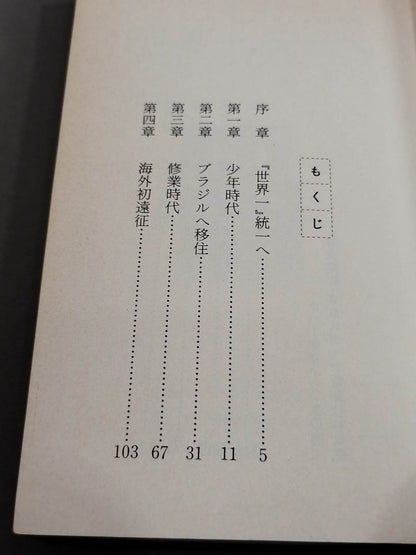 もくじ
序章 『世界一』統一へ……………………5
第一章 少年時代……………………11
第二章 ブラジルへ移住……………………31
第三章 修業時代……………………67
第四章 海外初遠征……………………103